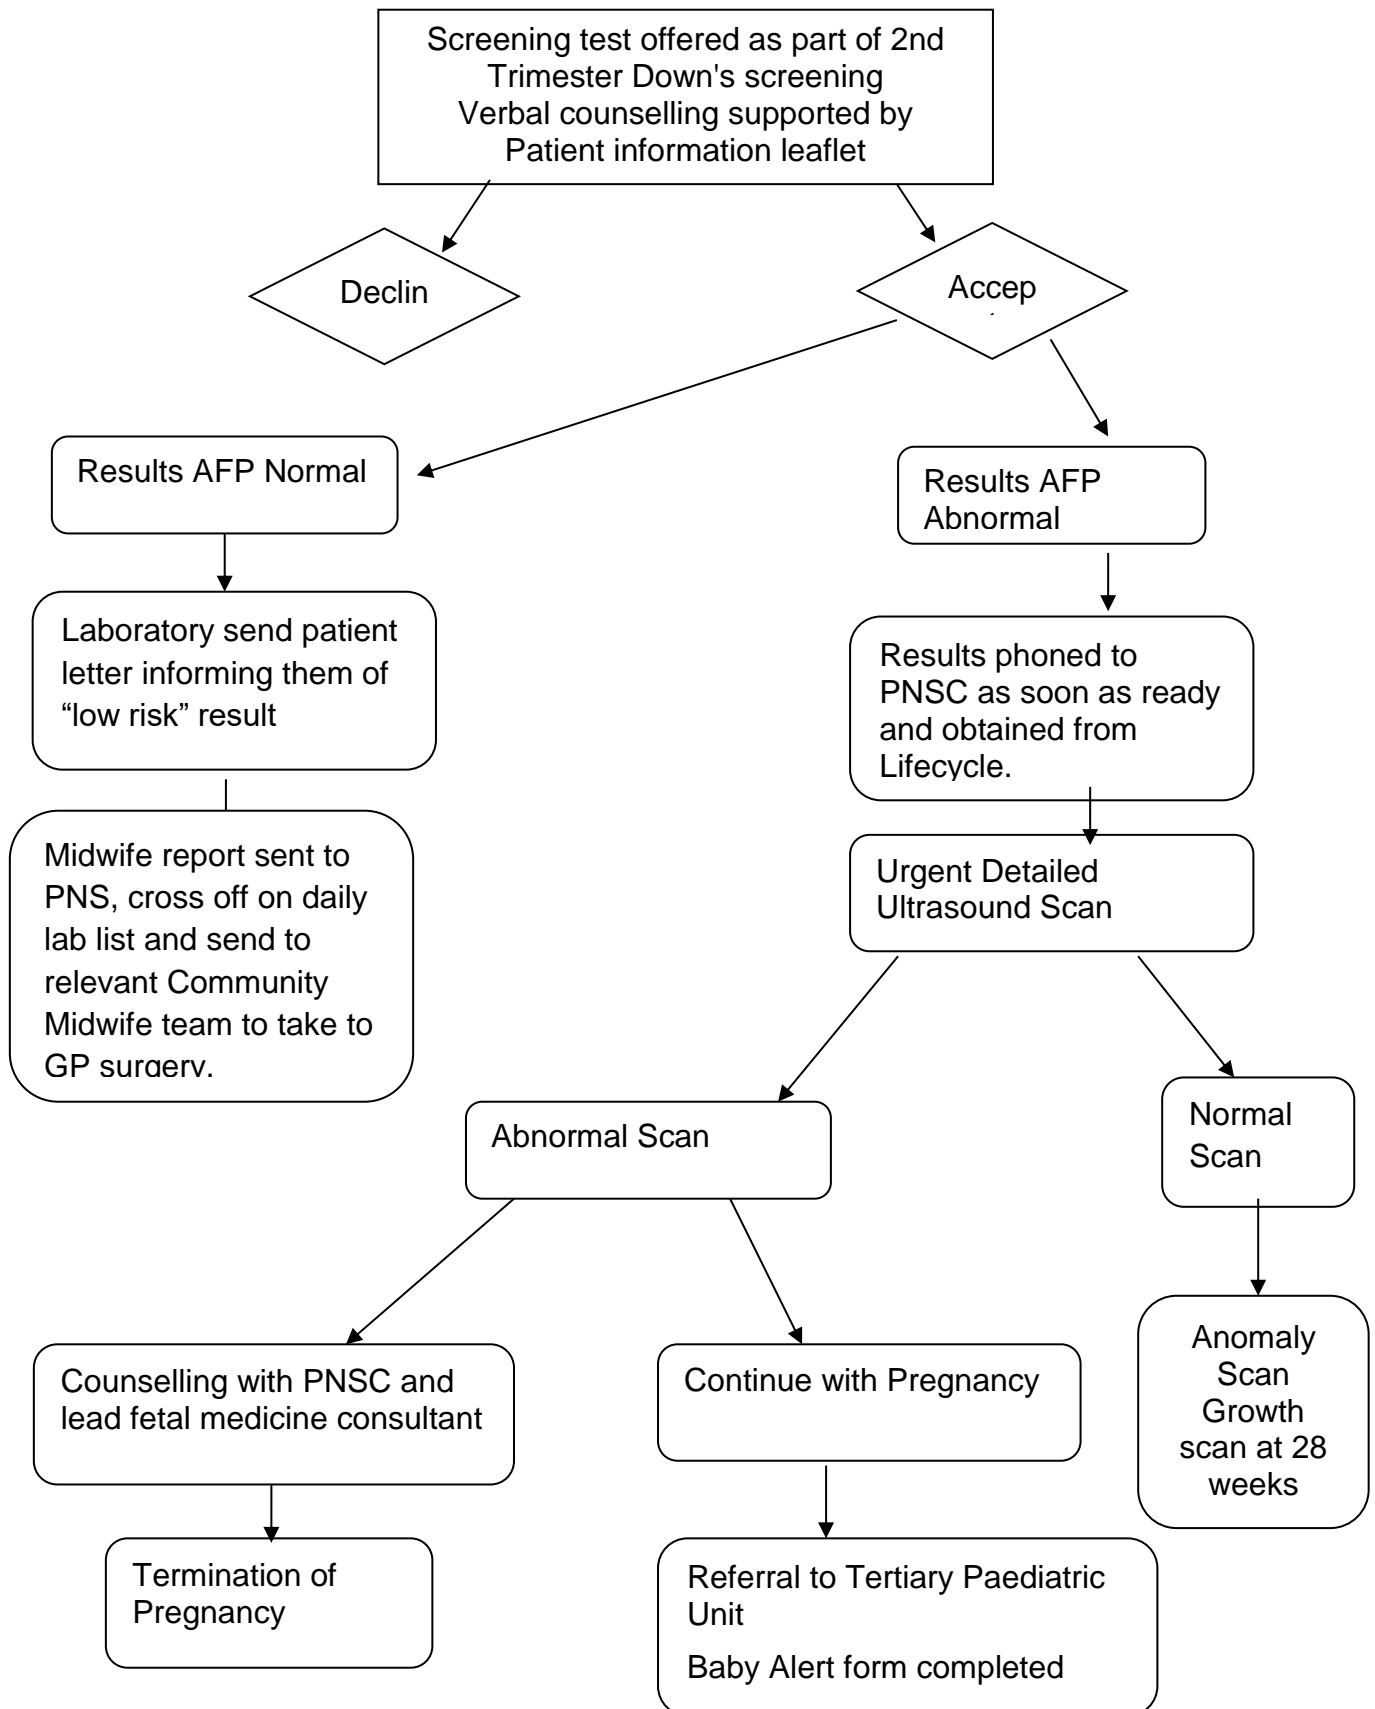 Screening test offered as part of 2nd
Trimester Down's screening
Verbal counselling supported by
Patient information leaflet
Declin
Accep
Results AFP Normal
Results AFP
Abnormal
Laboratory send patient
letter informing them of
“low risk” result
Results phoned to
PNSC as soon as ready
and obtained from
Lifecycle.
Midwife report sent to
PNS, cross off on daily
lab list and send to
relevant Community
Midwife team to take to
GP surgery.
Urgent Detailed
Ultrasound Scan
Abnormal Scan
Normal
Scan
Counselling with PNSC and
lead fetal medicine consultant
Continue with Pregnancy
Anomaly
Scan
Growth
scan at 28
weeks
Termination of
Pregnancy
Referral to Tertiary Paediatric
Unit
Baby Alert form completed